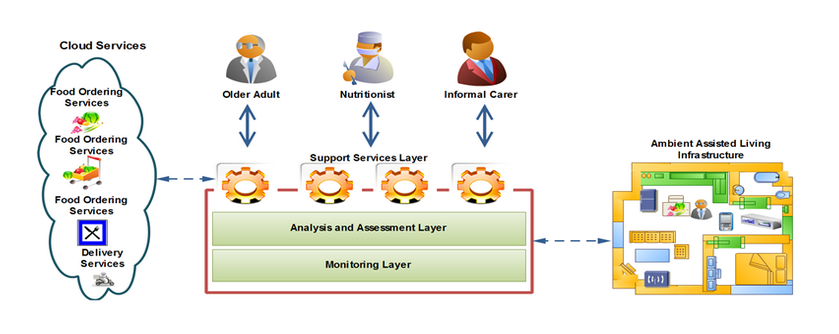 Cloud Services
Food Ordering
Services
Food Ordering
Services
Food Ordering
Services
Delivery
Services
Older Adult
Nutritionist
Informal Carer
Support Services Layer
Analysis and Assessment Layer
Monitoring Layer
Ambient Assisted Living
Infrastructure